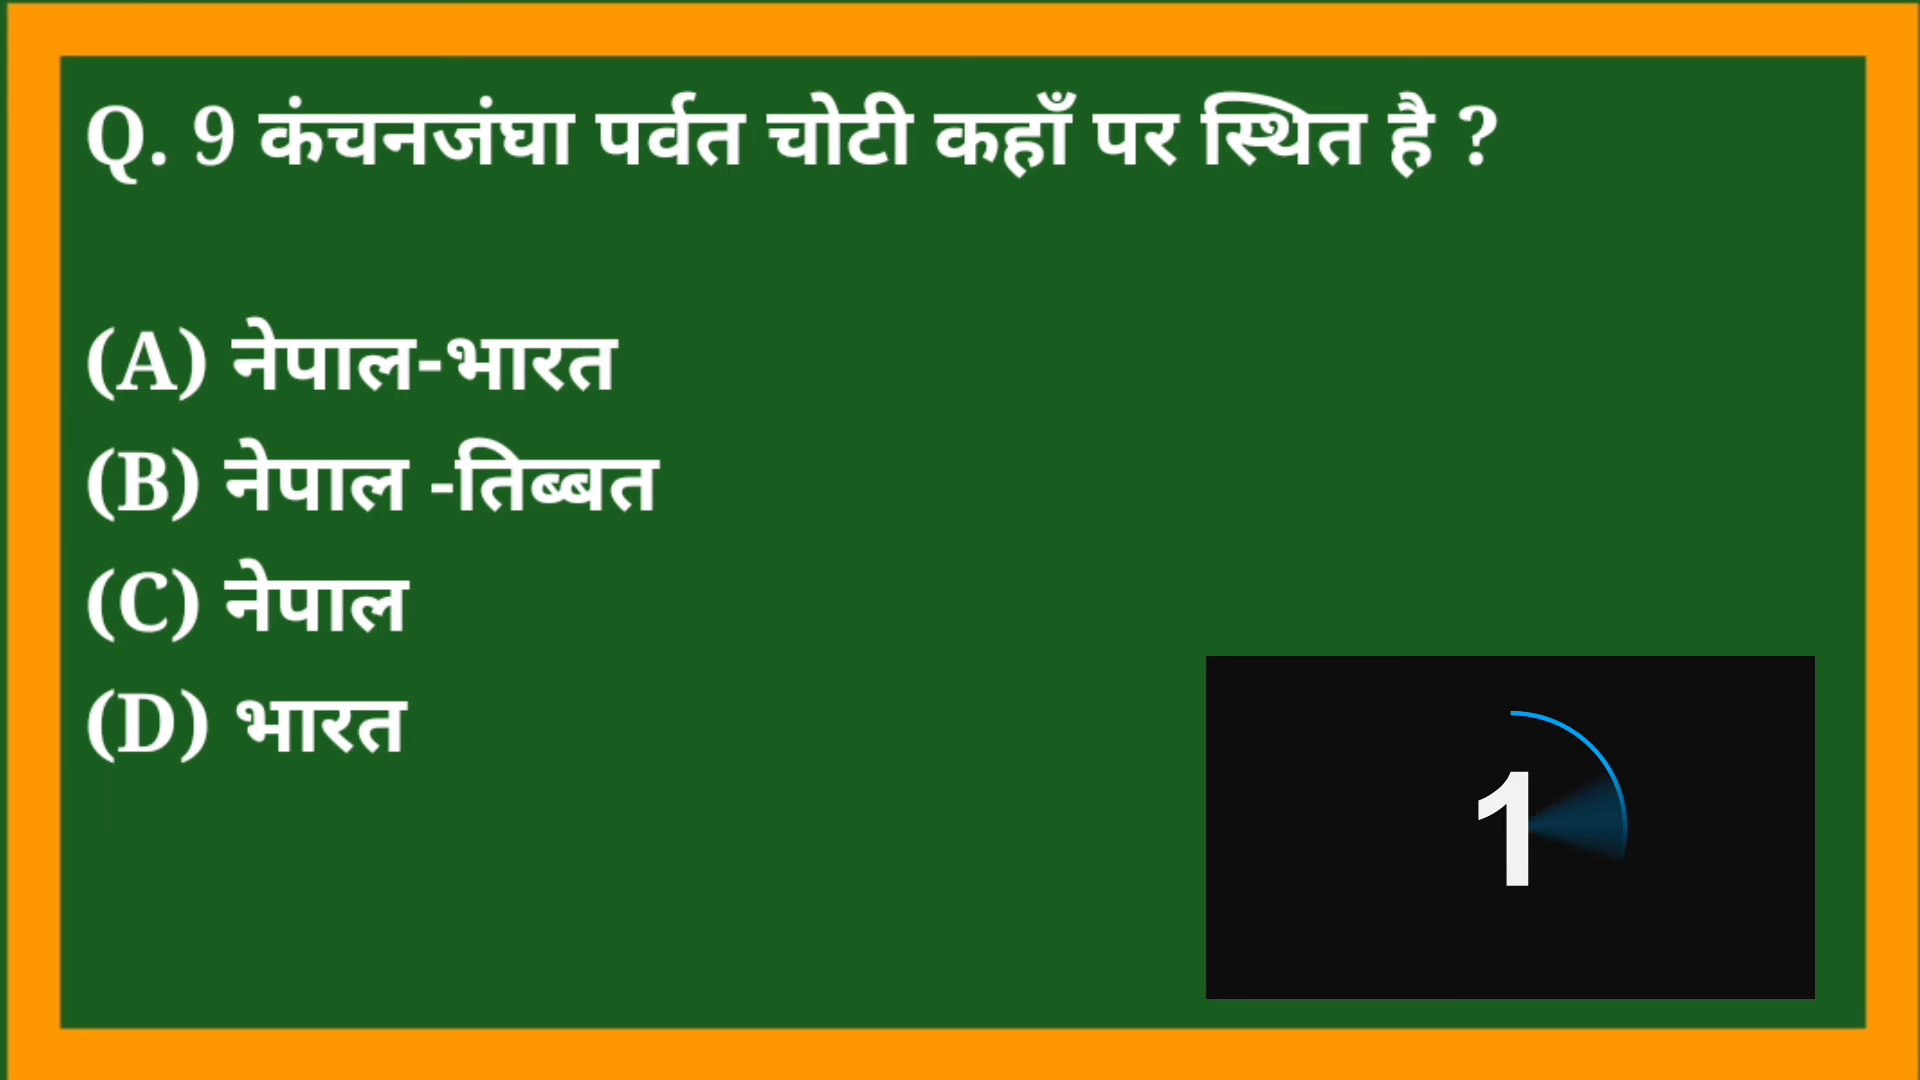 Q. 9 कंचनजंघा पर्वत चोटी कहाँ पर स्थित है ?
(A) नेपाल-भारत
(B) नेपाल -तिब्बत
(C) नेपाल
(D) भारत
1